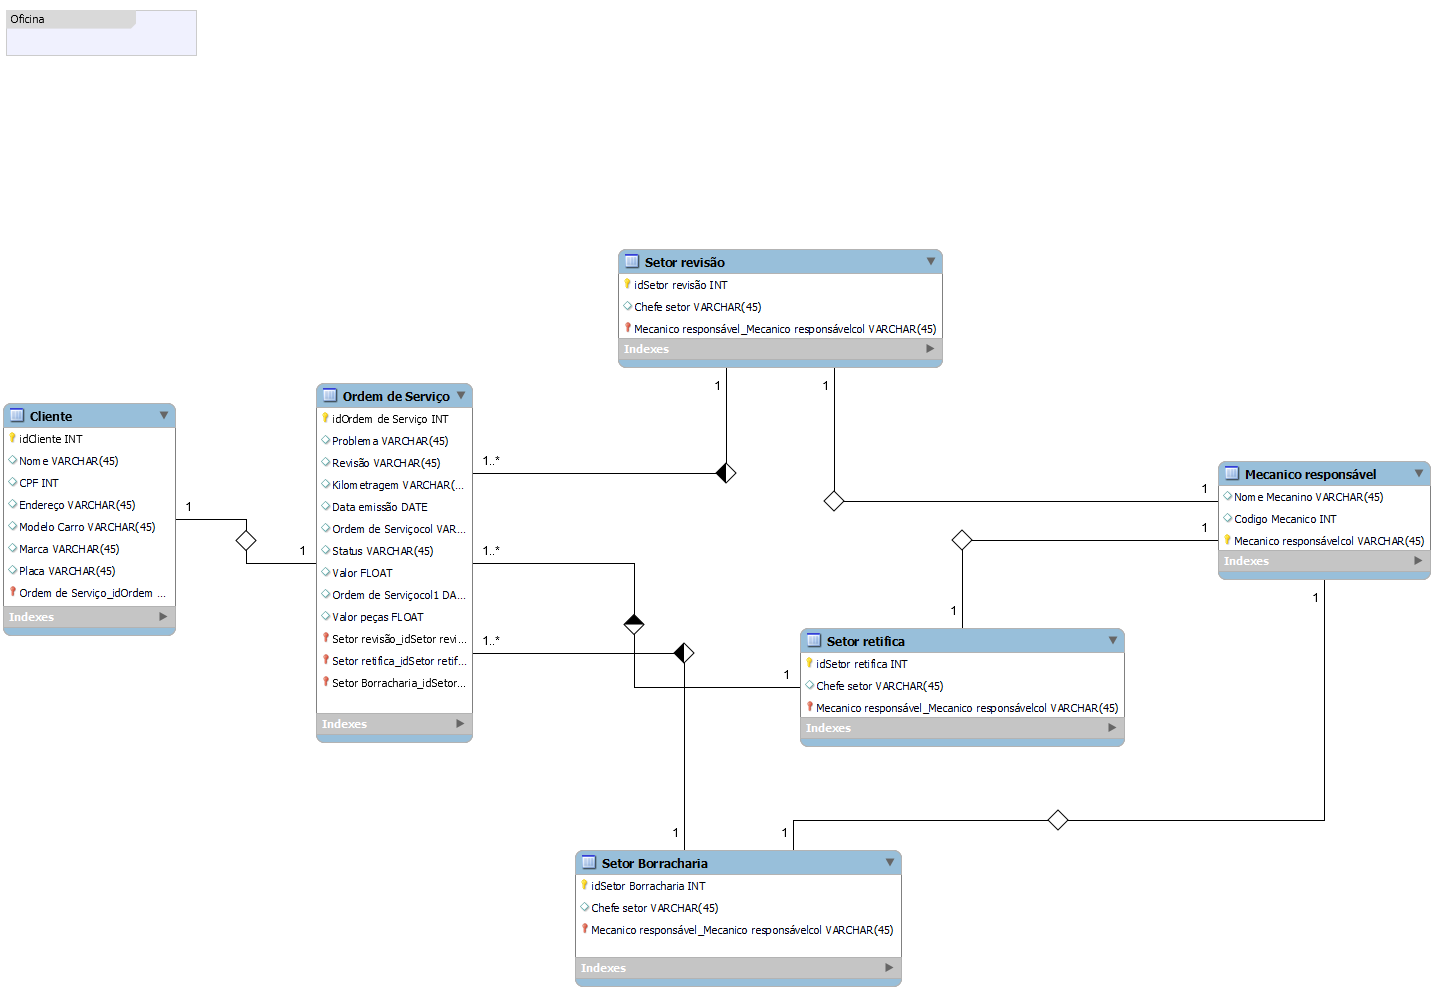 Oficina
Setor revisão
idSetor revisão INT
Chefe setor VARCHAR(45)
Mecanico responsável_Mecanico responsávelcol VARCHAR(45)
Indexes
1
1
Cliente
idCliente INT
Nome VARCHAR(45)
CPF INT
Endereço VARCHAR(45)
Modelo Carro VARCHAR(45)
Marca VARCHAR(45)
Placa VARCHAR(45)
Ordem de Serviço_idOrdem ...
Indexes
1
1
Ordem de Serviço
idOrdem de Serviço INT
Problema VARCHAR(45)
Revisão VARCHAR(45)
Kilometragem VARCHAR(...
Data emissão DATE
Ordem de Serviçocol VAR...
Status VARCHAR(45)
Valor FLOAT
Ordem de Serviçocol1 DA...
Valor peças FLOAT
Setor revisão_idSetor revi...
Setor retifica_idSetor retif...
Setor Borracharia_idSetor...
Indexes
1..*
1..*
1..*
Mecanico responsável
Nome Mecanino VARCHAR(45)
Codigo Mecanico INT
Mecanico responsávelcol VARCHAR(45)
Indexes
1
1
1
1
Setor retifica
idSetor retifica INT
Chefe setor VARCHAR(45)
Mecanico responsável_Mecanico responsávelcol VARCHAR(45)
Indexes
1
1
1
Setor Borracharia
idSetor Borracharia INT
Chefe setor VARCHAR(45)
Mecanico responsável_Mecanico responsávelcol VARCHAR(45)
Indexes